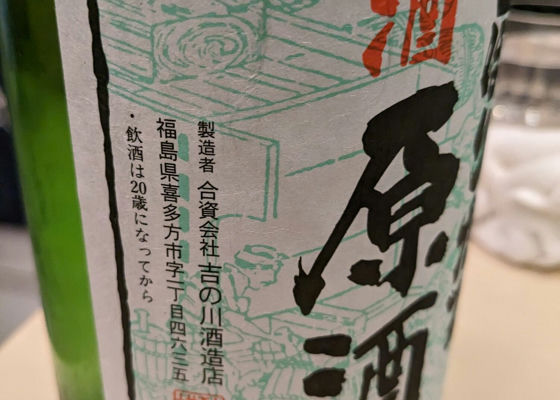 酒
原酒
製造者 合資会社 吉の川酒造店
福島県喜多方市字一丁目四六三五
・飲酒は20歳になってから